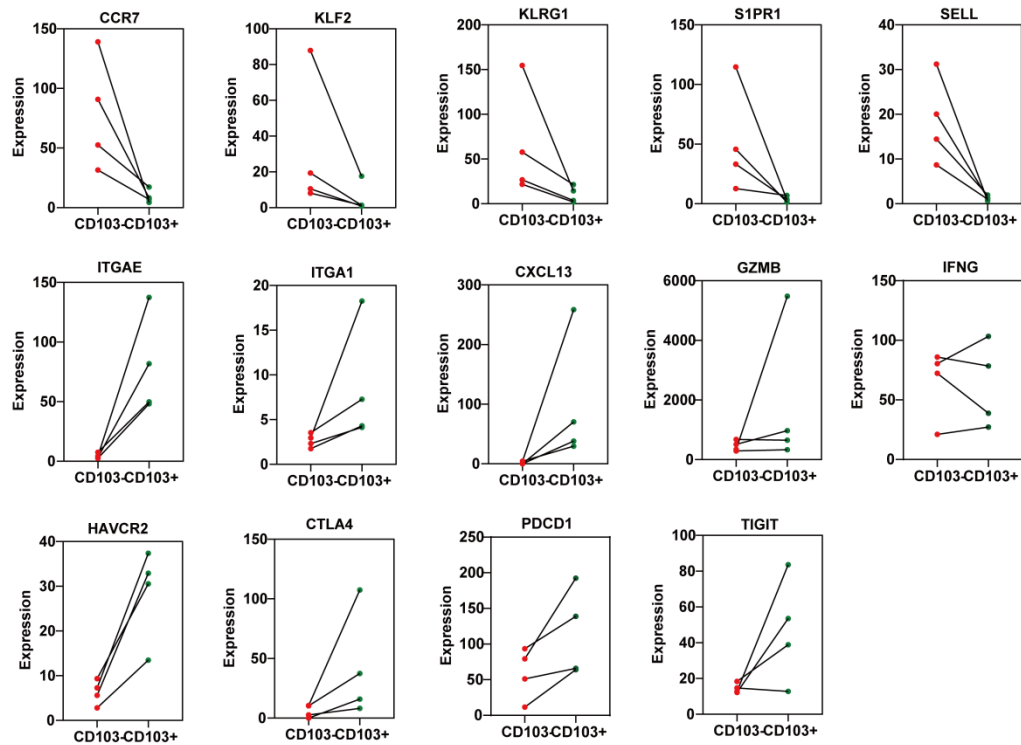 CCR7
150
100
50
0
Expression
CD103-CD103+
KLF2
100
80
60
40
20
0
Expression
CD103-CD103+
KLRG1
200
150
100
50
0
Expression
CD103-CD103+
S1PR1
150
100
50
0
Expression
CD103-CD103+
SELL
40
30
20
10
0
Expression
CD103-CD103+
ITGAE
150
100
50
0
Expression
CD103-CD103+
ITGA1
20
15
10
5
0
Expression
CD103-CD103+
CXCL13
300
200
100
0
Expression
CD103-CD103+
GZMB
6000
4000
2000
0
Expression
CD103-CD103+
IFNG
150
100
50
0
Expression
CD103-CD103+
HAVCR2
40
30
20
10
0
Expression
CD103-CD103+
CTLA4
150
100
50
0
Expression
CD103-CD103+
PDCD1
250
200
150
100
50
0
Expression
CD103-CD103+
TIGIT
100
80
60
40
20
0
Expression
CD103-CD103+